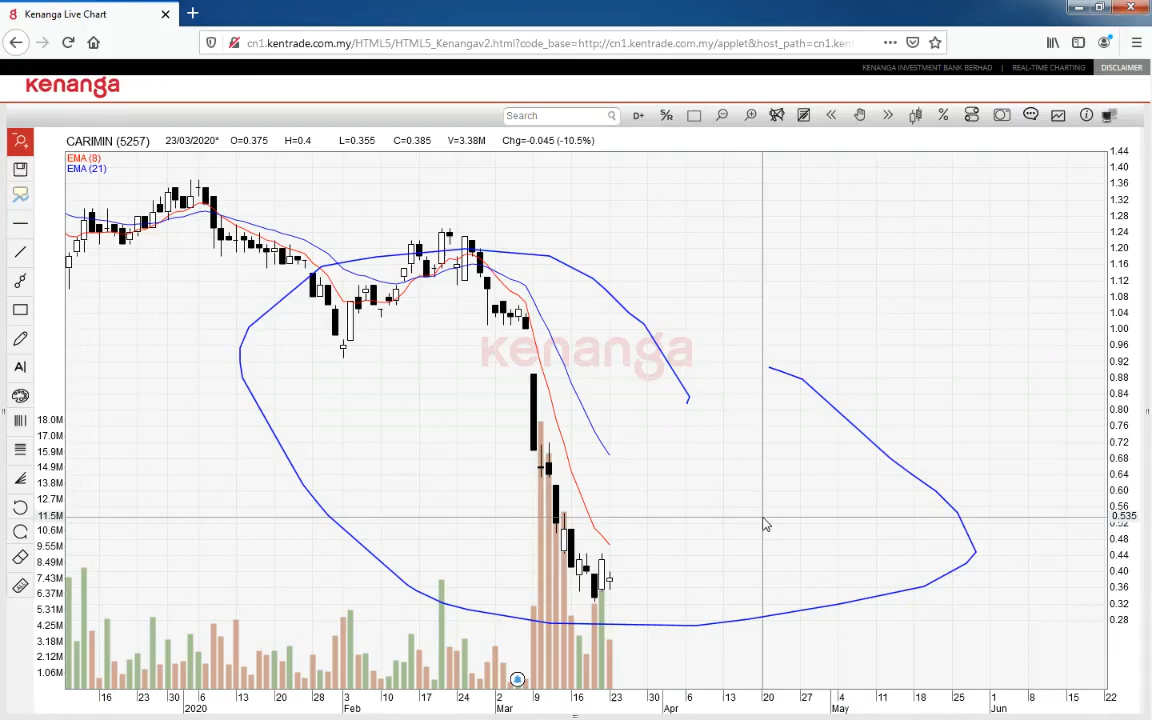 Kenanga Live Chart
cn1.kentrade.com.my/HTML5/HTML5_Kenangav2.html?code_base=http://cn1.kentrade.com.my/applet&host_path=cn1.kent
KENANGA INVESTMENT BANK BERHAD | REAL-TIME CHARTING DISCLAIMER
kenanga
Search D+ S/R
CARIMIN (5257) 23/03/2020* O=0.375 H=0.4 L=0.355 C=0.385 V=3.38M Chg=-0.045 (-10.5%)
EMA (8)
EMA (21)
kenanga
A
1.44
1.40
1.36
1.32
1.28
1.24
1.20
1.16
1.12
1.08
1.04
1.00
0.96
0.92
0.88
0.84
0.80
0.76
0.72
0.68
0.64
0.60
0.56
0.535
0.52
0.48
0.44
0.40
0.36
0.32
0.28
18.0M
17.0M
15.9M
14.9M
13.8M
12.7M
11.5M
10.6M
9.55M
8.49M
7.43M
6.37M
5.31M
4.25M
3.18M
2.12M
1.06M
16 23 30 6 13 20 28 3 10 17 24 2 9 16 23 30 6 13 20 27 4 11 18 25 1 8 15 22
2020 Feb Mar Apr May Jun